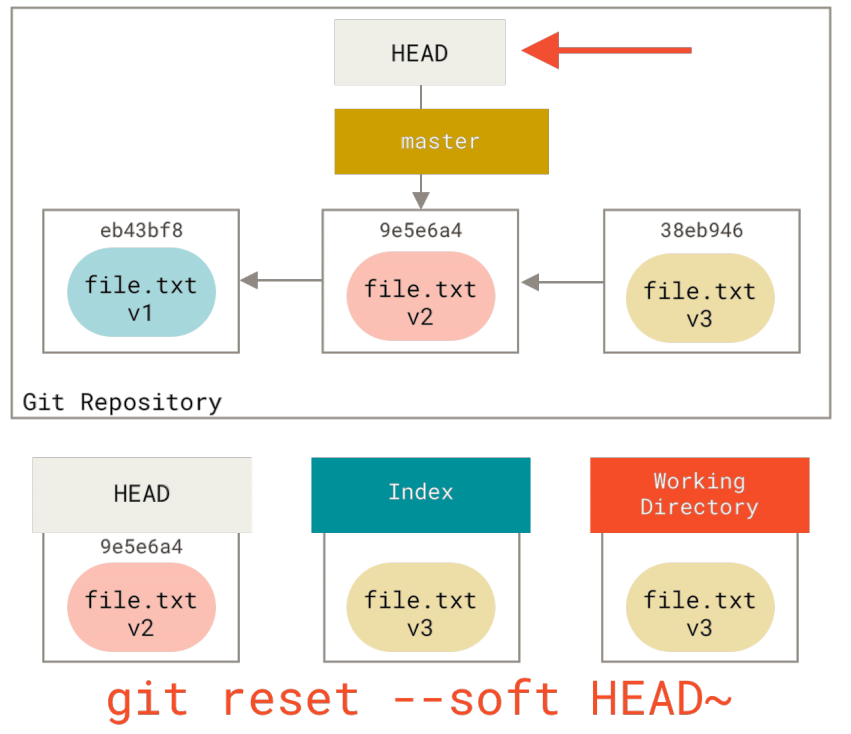 HEAD
master
eb43bf8
file.txt
v1
9e5e6a4
file.txt
v2
38eb946
file.txt
v3
Git Repository
HEAD
9e5e6a4
file.txt
v2
Index
file.txt
v3
Working
Directory
file.txt
v3
git reset --soft HEAD~